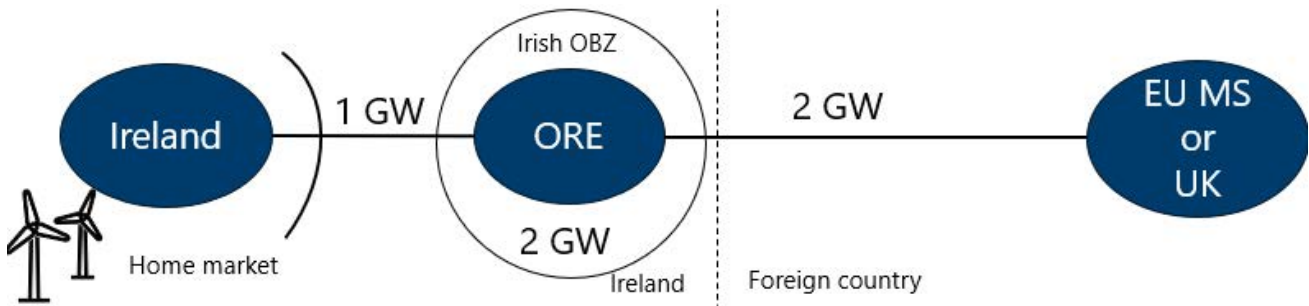 Irish OBZ
Ireland
1 GW
ORE
2 GW
EU MS
or
UK
2 GW
Home market
Ireland
Foreign country